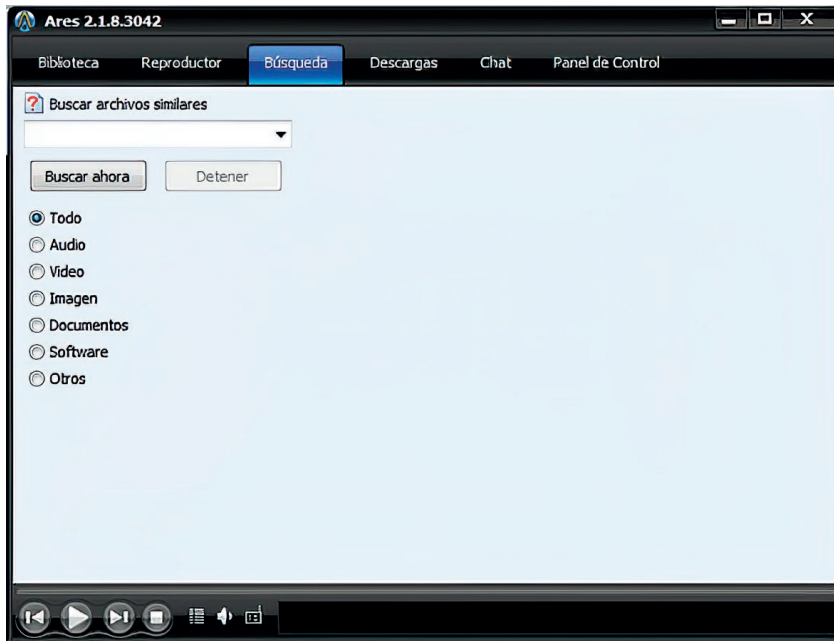 Ares 2.1.8.3042
Biblioteca Reproductor Búsqueda Descargas Chat Panel de Control
Buscar archivos similares
Buscar ahora Detener
Todo
Audio
Video
Imagen
Documentos
Software
Otros